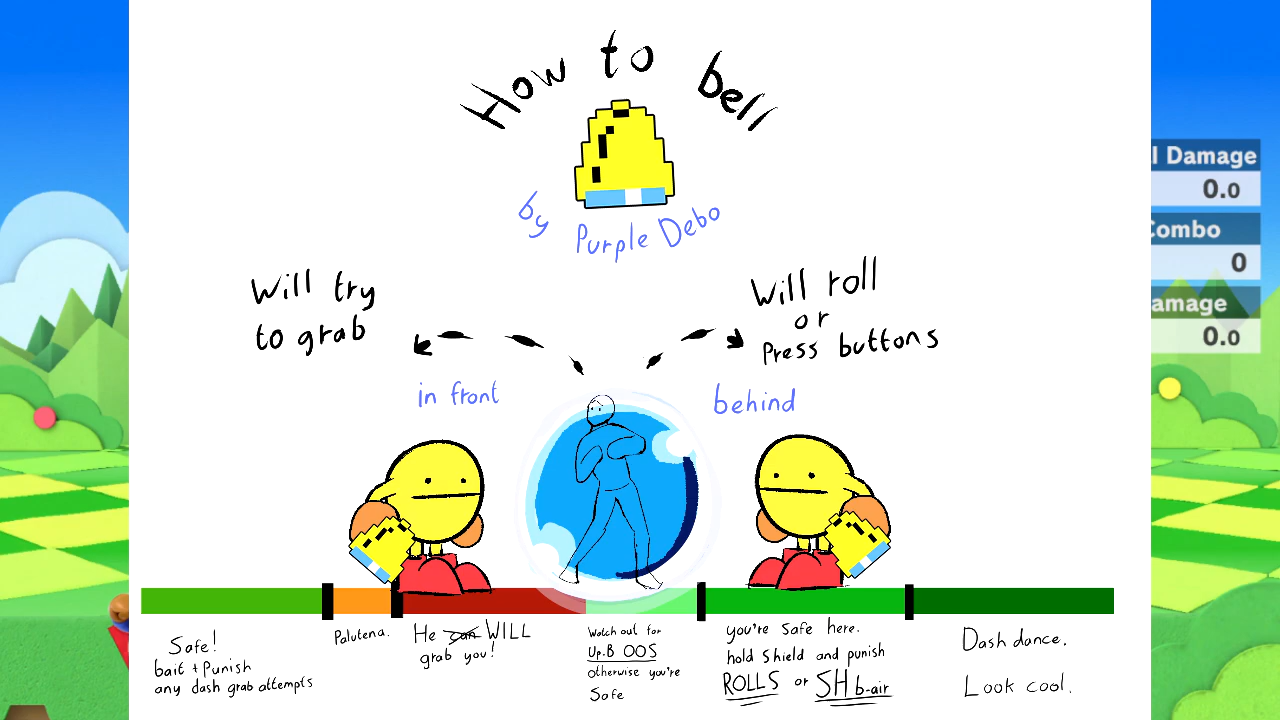 How to bell
by Purple Debo
Will try
to grab
in front
Will roll
or
Press buttons
behind
l Damage
0.0
Combo
0
amage
0.0
Safe!
bait + Punish
any dash grab attempts
Palutena.
He can WILL
grab you!
Watch out for
Up.B OOS
otherwise you're
Safe
you're safe here.
hold shield and punish
ROLLS or SH b-air
Dash dance.
Look cool.